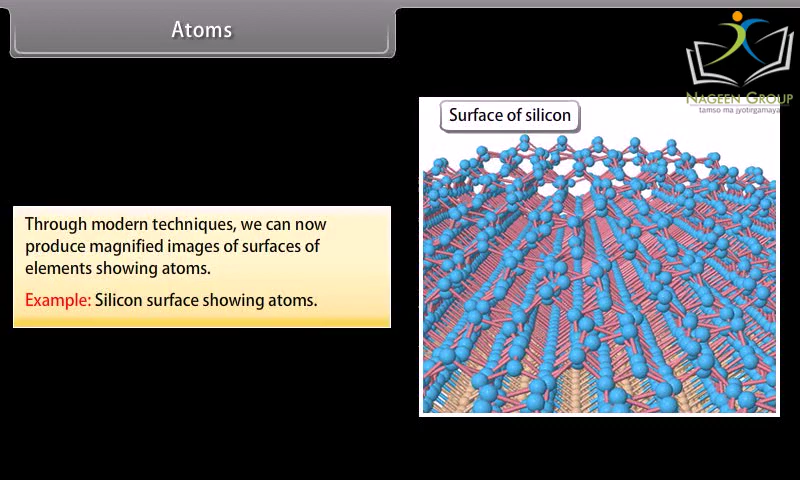 Atoms
NAGEEN GROUP
tamso ma jyotirgamaya
Surface of silicon
Through modern techniques, we can now
produce magnified images of surfaces of
elements showing atoms.
Example: Silicon surface showing atoms.